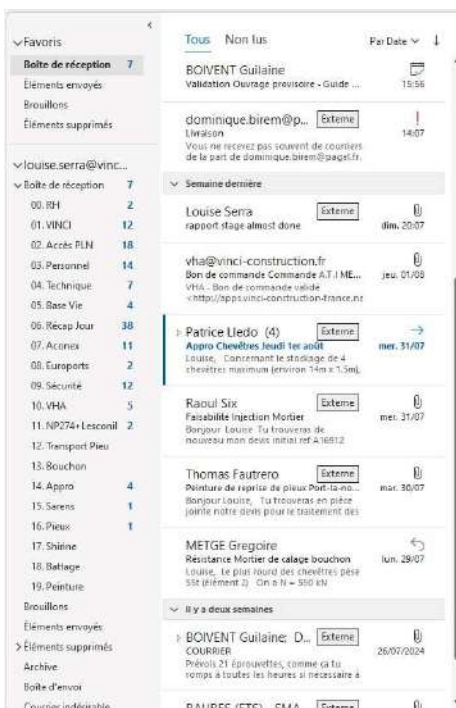 Favoris
Boîte de réception 7
Éléments envoyés
Brouillons
Éléments supprimés
louise.serra@vinc...
Boîte de réception 7
00. RH 2
01. VINCI 12
02. Accès PLN 18
03. Personnel 14
04. Technique 7
05. Base Vie 4
06. Récap Jour 38
07. Aconex 11
08. Euroports 2
09. Sécurité 12
10. VHA 5
11. NP274+Lesconil 2
12. Transport Pieu
13. Bouchon
14. Appro 4
15. Sarens 1
16. Pieux 1
17. Shirine
18. Battage
19. Peinture
Brouillons
Éléments envoyés
Éléments supprimés
Archive
Boîte d'envoi
Courrier indésirable
Tous Non lus Par Date
BOIVENT Guilaine
Validation Ouvrage provisoire - Guide ... 15:56
dominique.birem@p... Externe
Livraison 14:07
Vous ne recevez pas souvent de courriers
de la part de dominique.birem@pagel.fr.
Semaine dernière
Louise Serra Externe
rapport stage almost done dim. 20:07
vha@vinci-construction.fr
Bon de commande Commande A.T.I ME... jeu. 01/08
VHA - Bon de commande validé
<http://apps.vinci-construction-france.ne
Patrice Lledo (4) Externe
Appro Chevêtres Jeudi 1er août mer. 31/07
Louise, Concernant le stockage de 4
chevêtres maximum (environ 14m x 1.5m),
Raoul Six Externe
Faisabilité Injection Mortier mer. 31/07
Bonjour Louise Tu trouveras de
nouveau mon devis initial ref A16912
Thomas Fautrero Externe
Peinture de reprise de pieux Port-la-no... mar. 30/07
Bonjour Louise, Tu trouveras en pièce
jointe notre devis pour le traitement des
METGE Gregoire
Résistance Mortier de calage bouchon lun. 29/07
Louise, Le plus lourd des chevêtres pèse
55t (élément 2) On a N = 550 kN
Il y a deux semaines
BOIVENT Guilaine; D... Externe
COURRIER 26/07/2024
Prévois 21 éprouvettes, comme ça tu
romps à toutes les heures si necessaire à
Externe